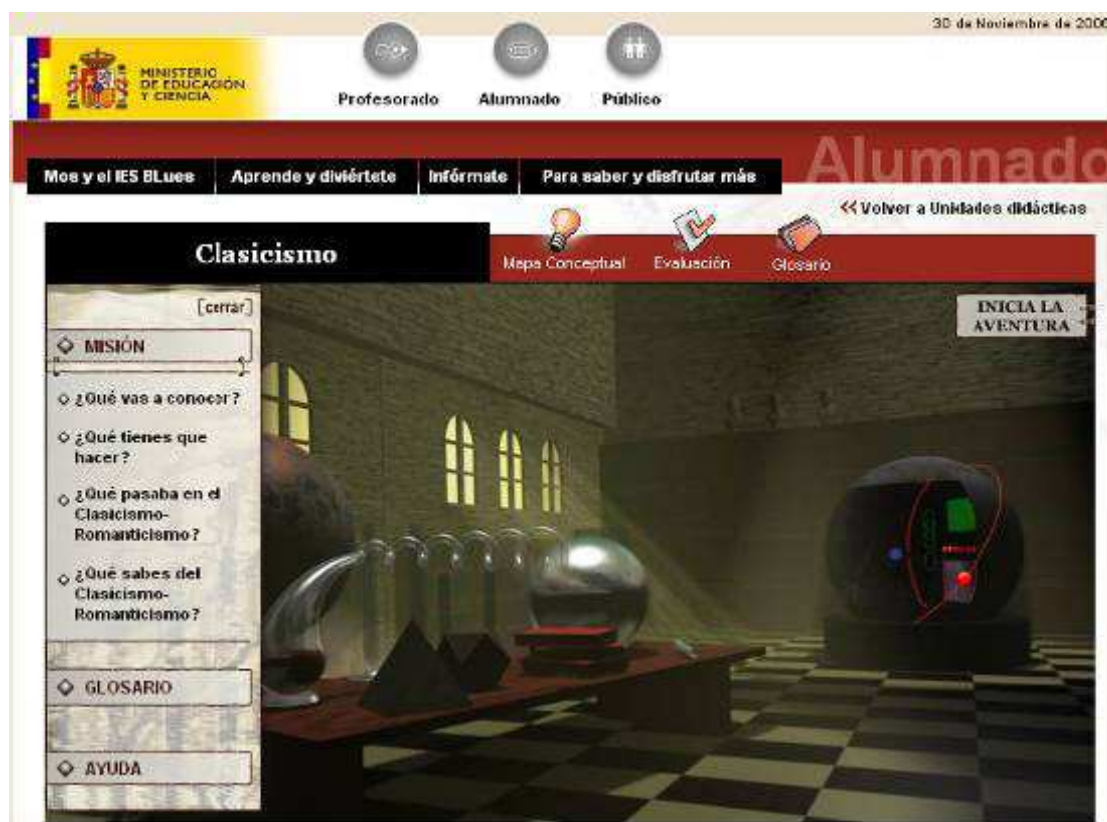 30 de Noviembre de 2006
MINISTERIO
DE EDUCACIÓN
Y CIENCIA
Profesorado Alumnado Público
Alumnado
Mos y el IES BLues Aprende y diviértete Infórmate Para saber y disfrutar más
<< Volver a Unidades didácticas
Clasicismo
Mapa Conceptual Evaluación Glosario
[cerrar]
INICIA LA
AVENTURA
MISIÓN
¿Qué vas a conocer?
¿Qué tienes que
hacer?
¿Qué pasaba en el
Clasicismo-
Romanticismo?
¿Qué sabes del
Clasicismo-
Romanticismo?
GLOSARIO
AYUDA